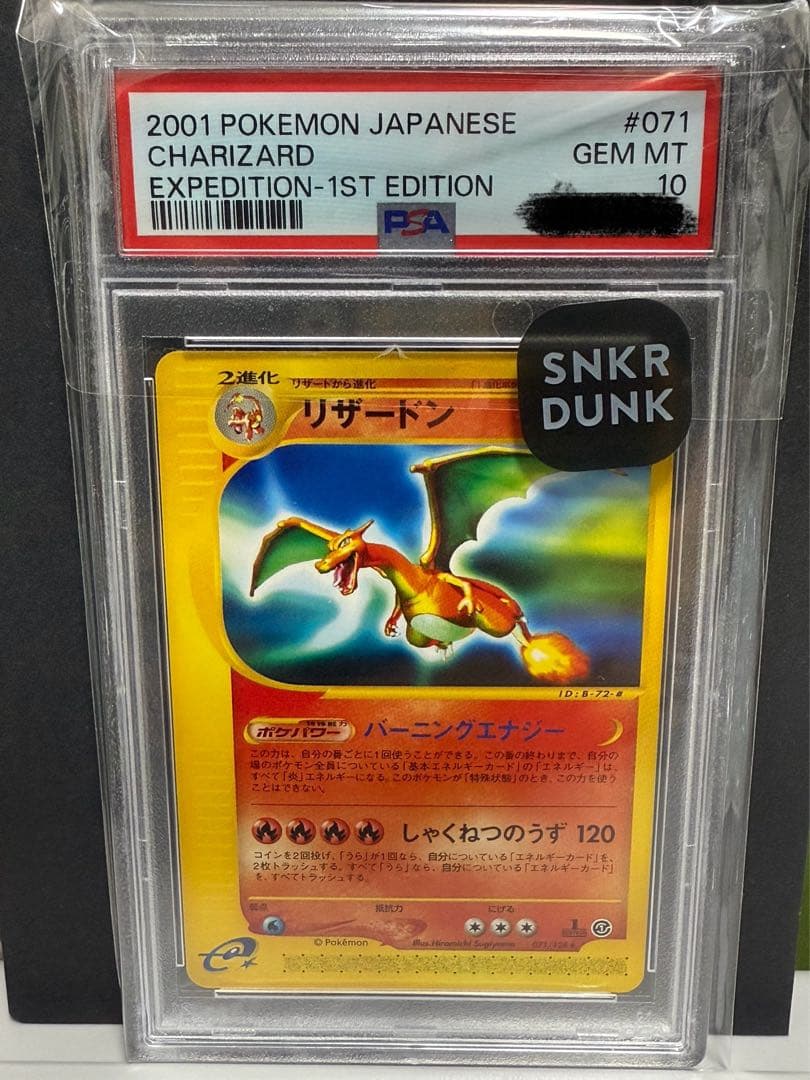 2001 POKEMON JAPANESE #071
CHARIZARD GEM MT
EXPEDITION-1ST EDITION 10
PSA
SNKR
DUNK
2進化 リザードから進化
リザードン
ID:B-72-#
ポケパワー バーニングエナジー
この力は、自分の番ごとに1回使うことができる。この番の終わりまで、自分の
場のポケモン全員についている「基本エネルギーカード」の「エネルギー」は、
すべて「炎」エネルギーになる。このポケモンが「特殊状態」のとき、この力を使う
ことはできない。
しゃくねつのうず 120
コインを2回投げ、「うら」が1回なら、自分についている「エネルギーカード」を、
2枚トラッシュする。すべて「うら」なら、自分についている「エネルギーカード」
を、すべてトラッシュする。
弱点 抵抗力 にげる
1 EDITION
© Pokémon Illus.Hiromichi Sugiyama 071/128
e